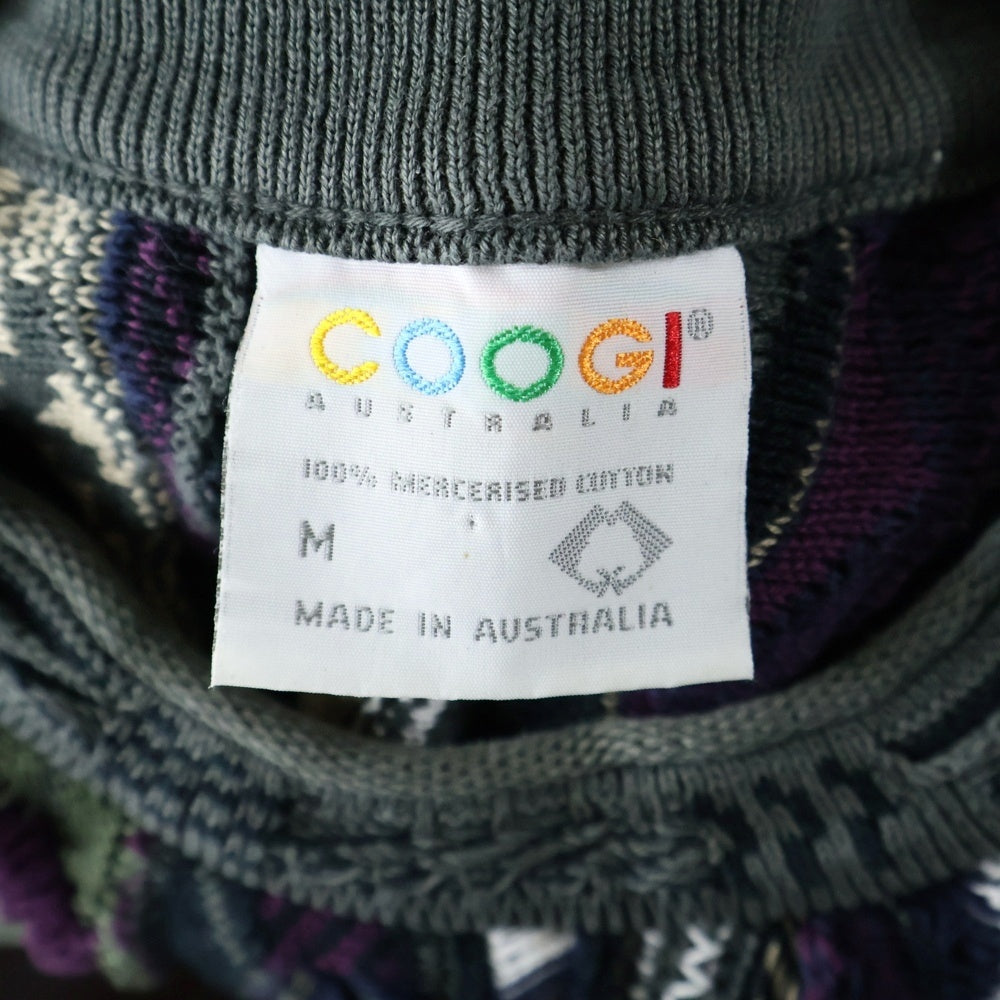 COOGI®
AUSTRALIA
100% MERCERISED COTTON
M
MADE IN AUSTRALIA